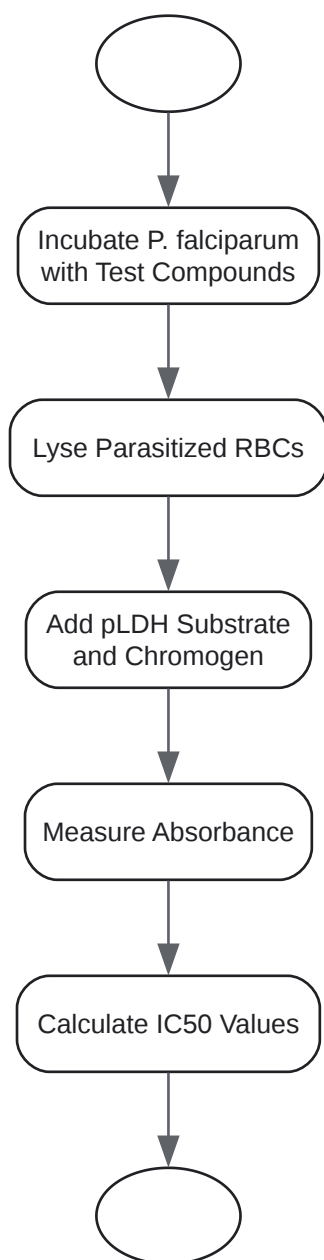 Incubate P. falciparum
with Test Compounds
Lyse Parasitized RBCs
Add pLDH Substrate
and Chromogen
Measure Absorbance
Calculate IC50 Values